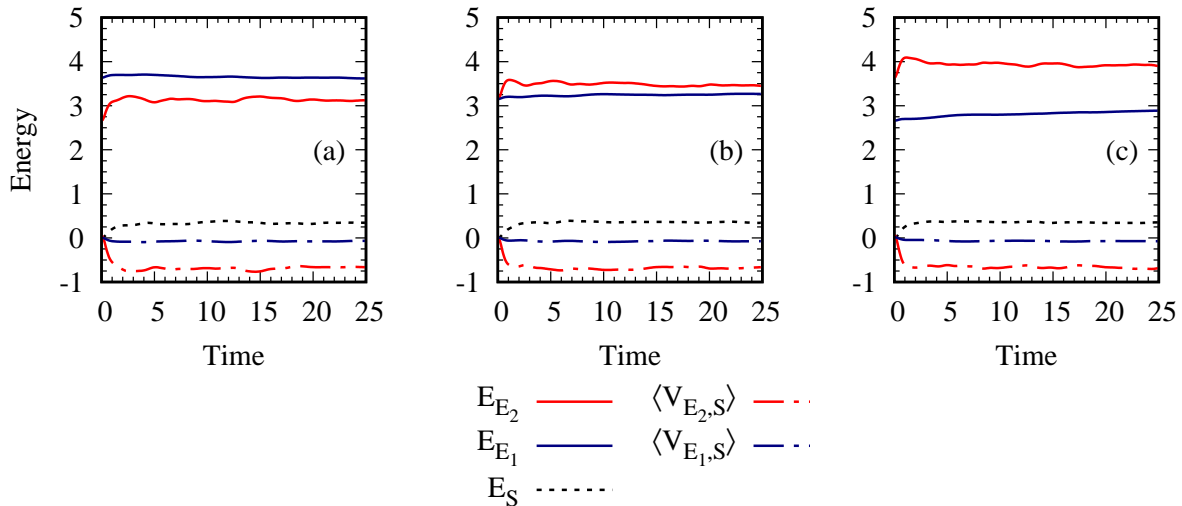 5 5 5
4 4 4
3 3 3
2 2 2
1 1 1
0 0 0
-1 -1 -1
Energy
(a) (b) (c)
0 5 10 15 20 25 0 5 10 15 20 25 0 5 10 15 20 25
Time Time Time
E_{E_2} ⟨V_{E_2,S}⟩
E_{E_1} ⟨V_{E_1,S}⟩
E_S